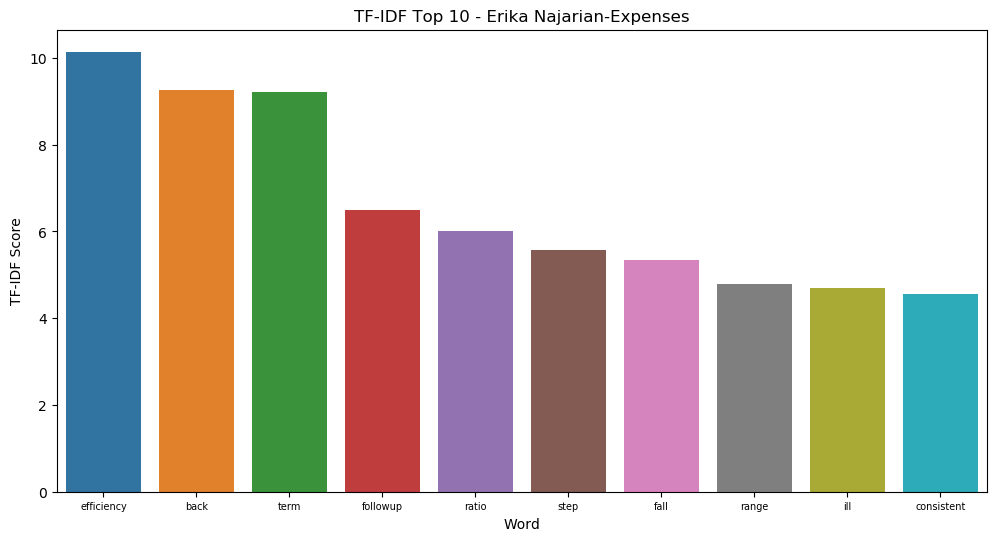 TF-IDF Top 10 - Erika Najarian-Expenses
TF-IDF Score
10
8
6
4
2
0
efficiency back term followup ratio step fall range ill consistent
Word